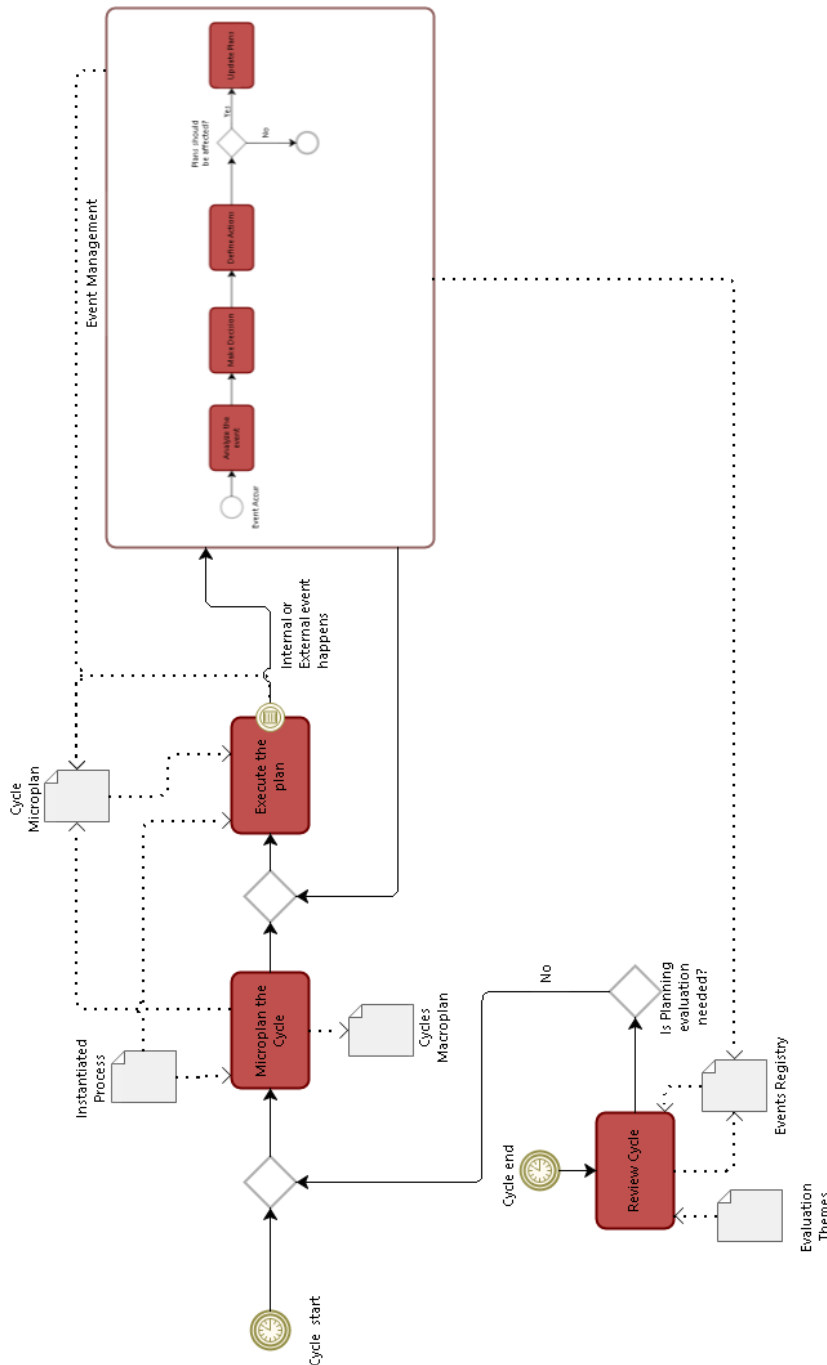 Cycle start
Instantiated
Process
Microplan the
Cycle
Cycles
Macroplan
Cycle
Microplan
Execute the
plan
Internal or
External event
happens
Event Management
Event Accur
Analyze the
event
Make Decision
Define Actions
Plans should
be affected?
Yes
No
Update Plans
Cycle end
Review Cycle
Evaluation
Themes
Events Registry
Is Planning
evaluation
needed?
No